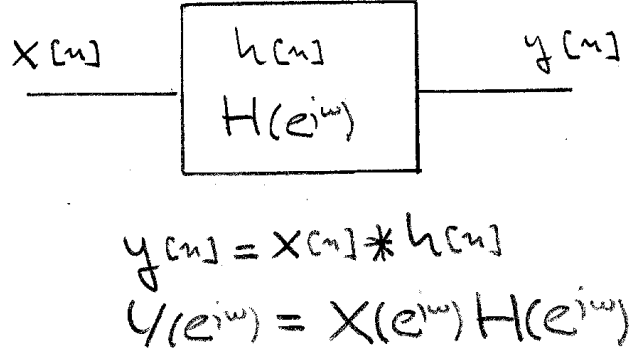 x[n] h[n] y[n]
H(e^{jω})
y[n] = x[n] * h[n]
Y(e^{jω}) = X(e^{jω}) H(e^{jω})